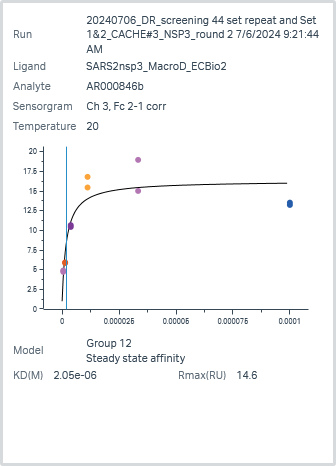 Run 20240706_DR_screening 44 set repeat and Set
1&2_CACHE#3_NSP3_round 2 7/6/2024 9:21:44
AM
Ligand SARS2nsp3_MacroD_ECBio2
Analyte AR000846b
Sensorgram Ch 3, Fc 2-1 corr
Temperature 20
20
17.5
15
12.5
10
7.5
5
2.5
0
0 0.000025 0.00005 0.000075 0.0001
Model Group 12
Steady state affinity
KD(M) 2.05e-06 Rmax(RU) 14.6